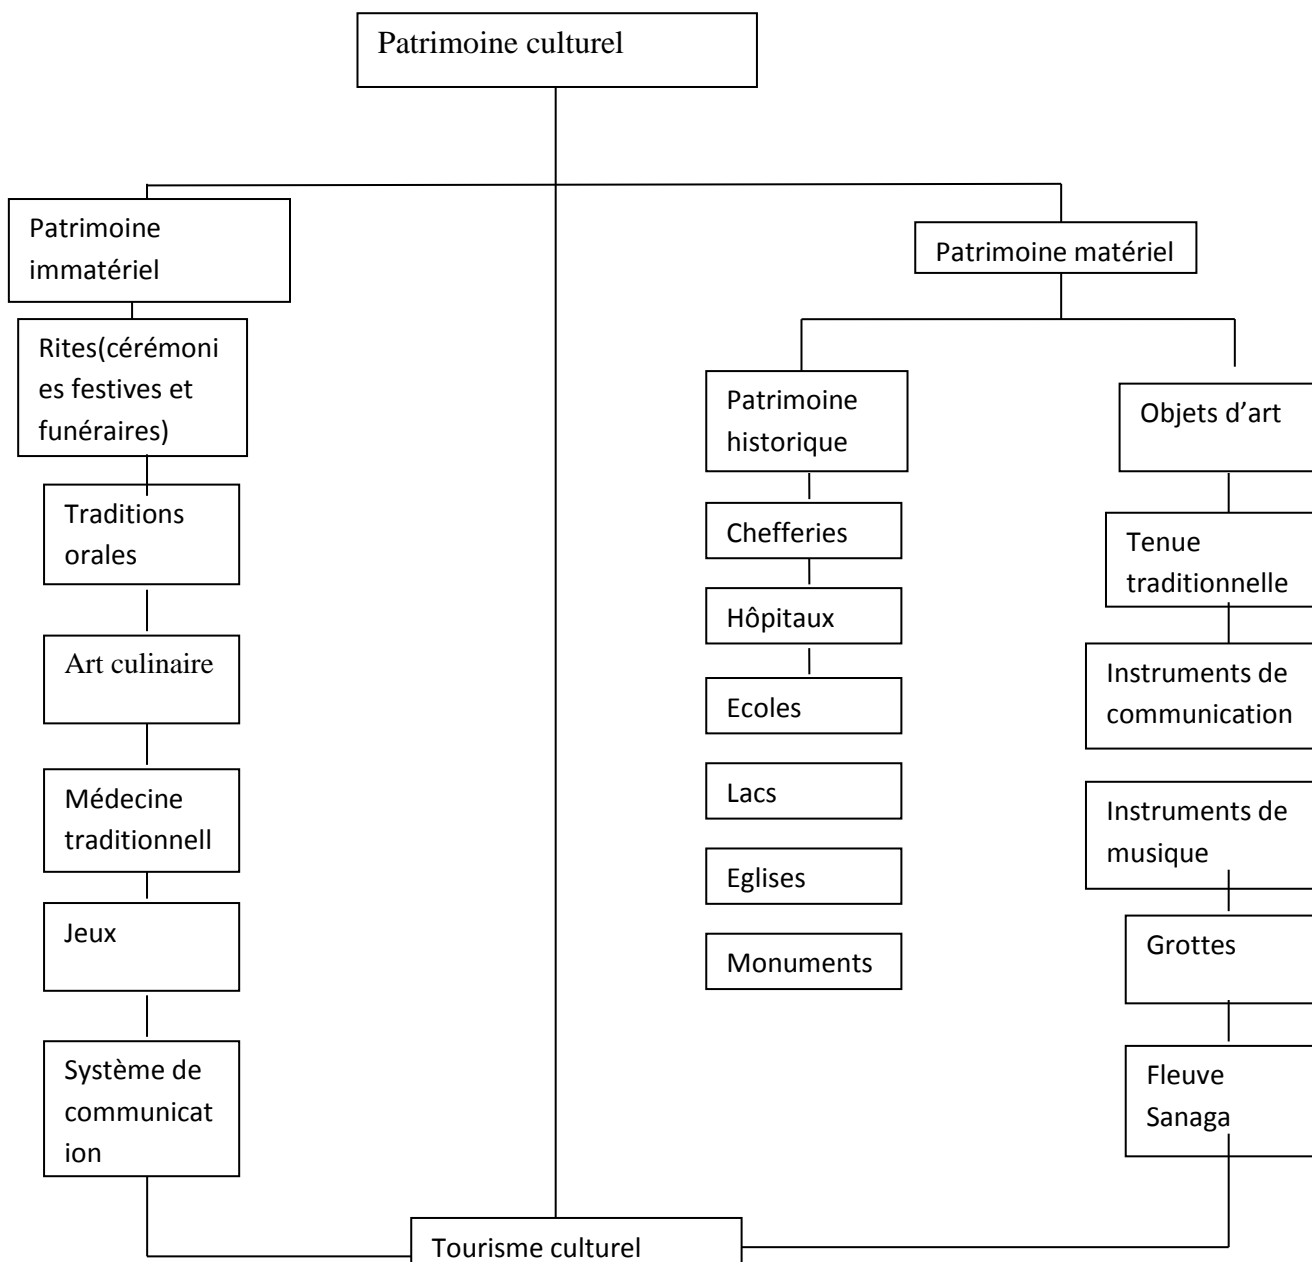 Patrimoine culturel
Patrimoine
immatériel
Rites(cérémoni
es festives et
funéraires)
Traditions
orales
Art culinaire
Médecine
traditionnell
Jeux
Système de
communicat
ion
Patrimoine matériel
Patrimoine
historique
Chefferies
Hôpitaux
Ecoles
Lacs
Eglises
Monuments
Objets d’art
Tenue
traditionnelle
Instruments de
communication
Instruments de
musique
Grottes
Fleuve
Sanaga
Tourisme culturel